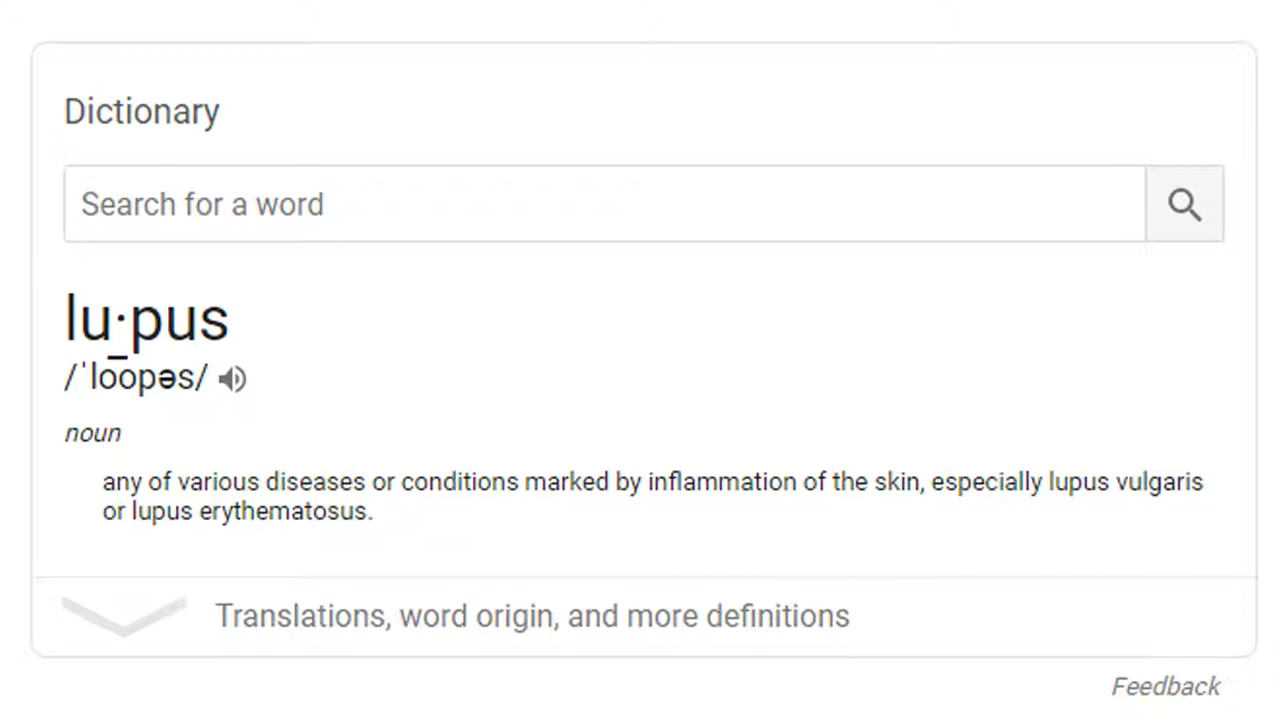 Dictionary
Search for a word
lu·pus
/ˈlo͞opəs/
noun
any of various diseases or conditions marked by inflammation of the skin, especially lupus vulgaris
or lupus erythematosus.
Translations, word origin, and more definitions
Feedback